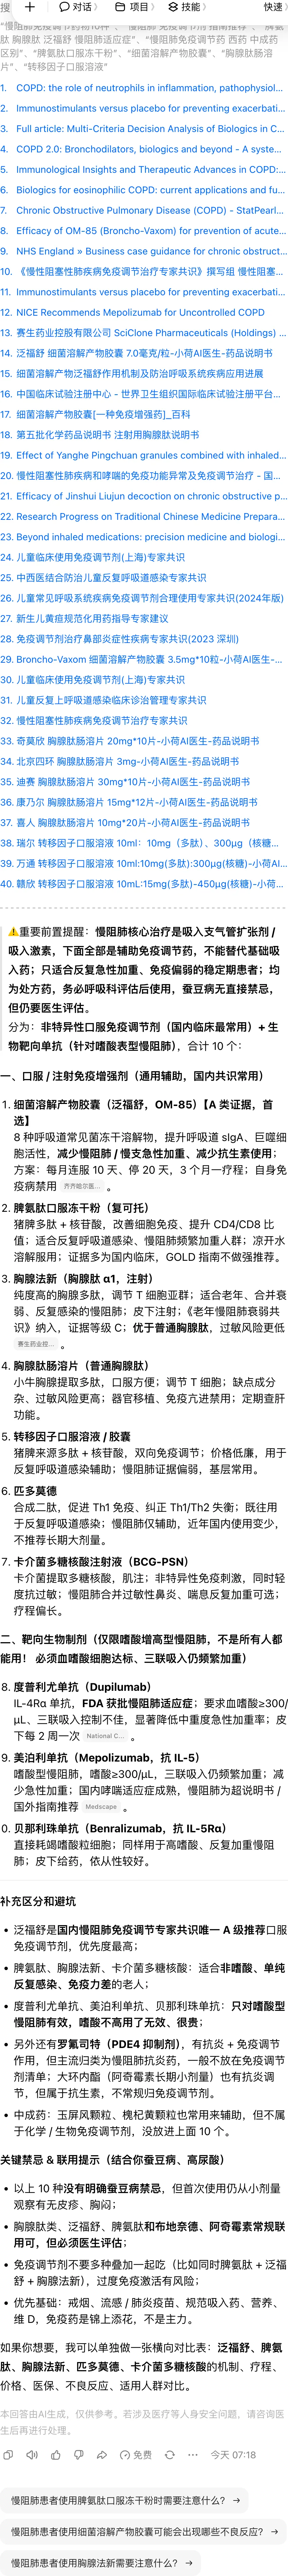 对话
项目
技能
快速
肽 胸腺肽 泛福舒 慢阻肺适应症”、“慢阻肺免疫调节药 西药 中成药
区别”、“脾氨肽口服冻干粉”、“细菌溶解产物胶囊”、“胸腺肽肠溶
片”、“转移因子口服溶液”
1. COPD: the role of neutrophils in inflammation, pathophysiol...
2. Immunostimulants versus placebo for preventing exacerbati...
3. Full article: Multi-Criteria Decision Analysis of Biologics in C...
4. COPD 2.0: Bronchodilators, biologics and beyond - A syste...
5. Immunological Insights and Therapeutic Advances in COPD:...
6. Biologics for eosinophilic COPD: current applications and fu...
7. Chronic Obstructive Pulmonary Disease (COPD) - StatPearl...
8. Efficacy of OM-85 (Broncho-Vaxom) for prevention of acute...
9. NHS England » Business case guidance for chronic obstruct...
10. 《慢性阻塞性肺疾病免疫调节治疗专家共识》撰写组 慢性阻塞...
11. Immunostimulants versus placebo for preventing exacerbati...
12. NICE Recommends Mepolizumab for Uncontrolled COPD
13. 赛生药业控股有限公司 SciClone Pharmaceuticals (Holdings) ...
14. 泛福舒 细菌溶解产物胶囊 7.0毫克/粒-小荷AI医生-药品说明书
15. 细菌溶解产物泛福舒作用机制及防治呼吸系统疾病应用进展
16. 中国临床试验注册中心 - 世界卫生组织国际临床试验注册平台...
17. 细菌溶解产物胶囊[一种免疫增强药]_百科
18. 第五批化学药品说明书 注射用胸腺肽说明书
19. Effect of Yanghe Pingchuan granules combined with inhaled...
20. 慢性阻塞性肺疾病和哮喘的免疫功能异常及免疫调节治疗 - 国...
21. Efficacy of Jinshui Liujun decoction on chronic obstructive p...
22. Research Progress on Traditional Chinese Medicine Prepara...
23. Beyond inhaled medications: precision medicine and biologi...
24. 儿童临床使用免疫调节剂(上海)专家共识
25. 中西医结合防治儿童反复呼吸道感染专家共识
26. 儿童常见呼吸系统疾病免疫调节剂合理使用专家共识(2024年版)
27. 新生儿黄疸规范化用药指导专家建议
28. 免疫调节剂治疗鼻部炎症性疾病专家共识(2023 深圳)
29. Broncho-Vaxom 细菌溶解产物胶囊 3.5mg*10粒-小荷AI医生-...
30. 儿童临床使用免疫调节剂(上海)专家共识
31. 儿童反复上呼吸道感染临床诊治管理专家共识
32. 慢性阻塞性肺疾病免疫调节治疗专家共识
33. 奇莫欣 胸腺肽肠溶片 20mg*10片-小荷AI医生-药品说明书
34. 北京四环 胸腺肽肠溶片 3mg-小荷AI医生-药品说明书
35. 迪赛 胸腺肽肠溶片 30mg*10片-小荷AI医生-药品说明书
36. 康乃尔 胸腺肽肠溶片 15mg*12片-小荷AI医生-药品说明书
37. 喜人 胸腺肽肠溶片 10mg*20片-小荷AI医生-药品说明书
38. 瑞尔 转移因子口服溶液 10ml：10mg（多肽）、300μg（核糖...
39. 万通 转移因子口服溶液 10ml:10mg(多肽):300μg(核糖)-小荷AI...
40. 赣欣 转移因子口服溶液 10mL:15mg(多肽)-450μg(核糖)-小荷...
⚠️重要前置提醒：慢阻肺核心治疗是吸入支气管扩张剂 /
吸入激素，下面全部是辅助免疫调节药，不能替代基础吸
入药；只适合反复急性加重、免疫偏弱的稳定期患者；均
为处方药，务必呼吸科评估后使用，蚕豆病无直接禁忌，
但仍要医生评估。
分为：非特异性口服免疫调节剂（国内临床最常用）+ 生
物靶向单抗（针对嗜酸表型慢阻肺），合计 10 个：
一、口服 / 注射免疫增强剂（通用辅助，国内共识常用）
1. 细菌溶解产物胶囊（泛福舒，OM-85）【A 类证据，首
选】
8 种呼吸道常见菌冻干溶解物，提升呼吸道 sIgA、巨噬细
胞活性，减少慢阻肺 / 慢支急性加重、减少抗生素使用；
方案：每月连服 10 天、停 20 天，3 个月一疗程；自身免
疫病禁用 齐齐哈尔医... 。
2. 脾氨肽口服冻干粉（复可托）
猪脾多肽 + 核苷酸，改善细胞免疫、提升 CD4/CD8 比
值；适合反复呼吸道感染、慢阻肺频繁加重人群；凉开水
溶解服用；证据多为国内临床，GOLD 指南不做强推荐。
3. 胸腺法新（胸腺肽 α1，注射）
纯度高的胸腺多肽，调节 T 细胞亚群；适合老年、合并衰
弱、反复感染的慢阻肺；皮下注射；《老年慢阻肺衰弱共
识》纳入，证据等级 C；优于普通胸腺肽，过敏风险更低
赛生药业控... 。
4. 胸腺肽肠溶片（普通胸腺肽）
小牛胸腺提取多肽，口服方便；调节 T 细胞；缺点成分
杂、过敏风险更高；器官移植、免疫亢进禁用；定期查肝
功能。
5. 转移因子口服溶液 / 胶囊
猪脾来源多肽 + 核苷酸，双向免疫调节；价格低廉，用于
反复呼吸道感染辅助；慢阻肺证据偏弱，基层常用。
6. 匹多莫德
合成二肽，促进 Th1 免疫、纠正 Th1/Th2 失衡；既往用
于反复呼吸道感染；慢阻肺仅辅助，近年国内使用变少，
不推荐长期大剂量。
7. 卡介菌多糖核酸注射液（BCG-PSN）
卡介菌提取多糖核酸，肌注；非特异性免疫刺激，同时轻
度抗过敏；慢阻肺合并过敏性鼻炎、喘息反复加重可选；
疗程偏长。
二、靶向生物制剂（仅限嗜酸增高型慢阻肺，不是所有人都
能用！ 必须血嗜酸细胞达标、三联吸入仍频繁加重）
8. 度普利尤单抗（Dupilumab）
IL-4Rα 单抗，FDA 获批慢阻肺适应症；要求血嗜酸≥300/
μL、三联吸入控制不佳，显著降低中重度急性加重率；皮
下每 2 周一次 National C... 。
9. 美泊利单抗（Mepolizumab，抗 IL-5）
嗜酸型慢阻肺，嗜酸≥300/μL，三联吸入仍频繁加重；减
少急性加重；国内哮喘适应症成熟，慢阻肺为超说明书 /
国外指南推荐 Medscape 。
0. 贝那利珠单抗（Benralizumab，抗 IL-5Rα）
直接耗竭嗜酸粒细胞；同样用于高嗜酸、反复加重慢阻
肺；皮下给药，依从性较好。
补充区分和避坑
• 泛福舒是国内慢阻肺免疫调节专家共识唯一 A 级推荐口服
免疫调节剂，优先度最高；
• 脾氨肽、胸腺法新、卡介菌多糖核酸：适合非嗜酸、单纯
反复感染、免疫力差的老人；
• 度普利尤单抗、美泊利单抗、贝那利珠单抗：只对嗜酸型
慢阻肺有效，嗜酸不高用了无效、很贵；
• 另外还有罗氟司特（PDE4 抑制剂），有抗炎 + 免疫调节
作用，但主流归类为慢阻肺抗炎药，一般不放在免疫调节
剂清单；大环内酯（阿奇霉素长期小剂量）也有抗炎调
节，但属于抗生素，不常规归免疫调节剂。
• 中成药：玉屏风颗粒、槐杞黄颗粒也常用来辅助，但不属
于化学 / 生物免疫调节剂，没放进上面 10 个。
关键禁忌 & 联用提示（结合你蚕豆病、高尿酸）
• 以上 10 种没有明确蚕豆病禁忌，但首次使用仍从小剂量
观察有无皮疹、胸闷；
• 胸腺肽类、泛福舒、脾氨肽和布地奈德、阿奇霉素常规联
用可，但必须医生评估；
• 免疫调节剂不要多种叠加一起吃（比如同时脾氨肽 + 泛福
舒 + 胸腺法新），过度免疫激活有风险；
• 优先基础：戒烟、流感 / 肺炎疫苗、规范吸入药、营养、
维 D，免疫药是锦上添花，不是主力。
如果你想要，我可以单独做一张横向对比表：泛福舒、脾氨
肽、胸腺法新、匹多莫德、卡介菌多糖核酸的机制、疗程、
价格、医保、不良反应、适用人群对比。
本回答由AI生成，仅供参考。若涉及医疗等人身安全问题，请咨询医
生后再进行处理。
免费
今天 07:18
慢阻肺患者使用脾氨肽口服冻干粉时需要注意什么？ →
慢阻肺患者使用细菌溶解产物胶囊可能会出现哪些不良反应？ →
慢阻肺患者使用胸腺法新需要注意什么？ →